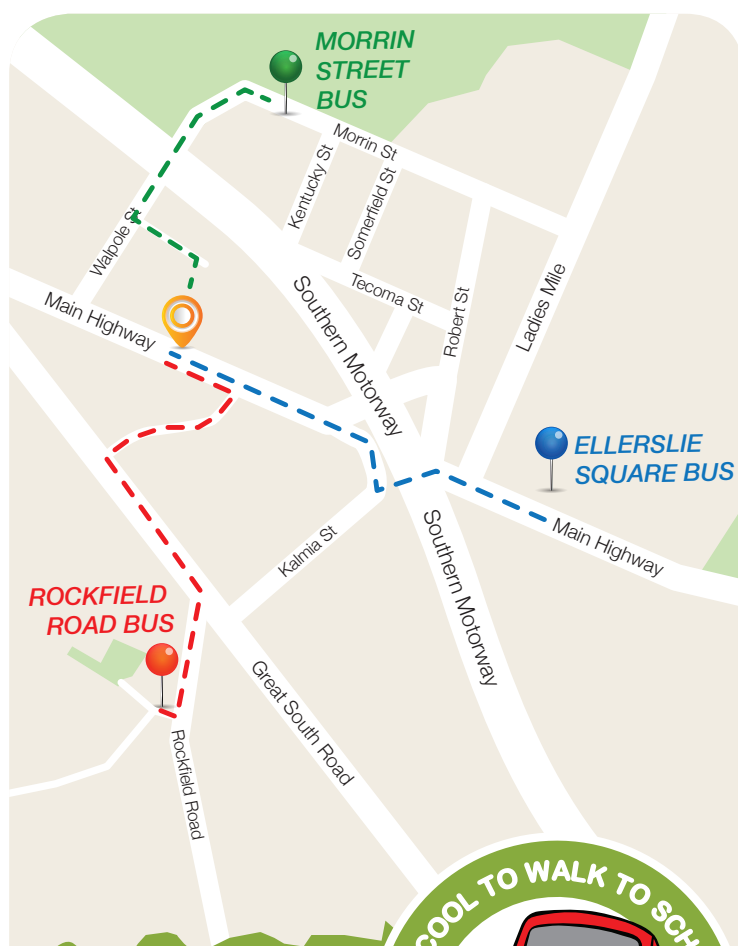 MORRIN
STREET
BUS
Morrin St
Kentucky St
Somerfield St
Walpole St
Tecoma St
Main Highway
Southern Motorway
Robert St
Ladies Mile
ELLERSLIE
SQUARE BUS
Main Highway
Kalmia St
Southern Motorway
ROCKFIELD
ROAD BUS
Great South Road
Rockfield Road
COOL TO WALK TO SCH